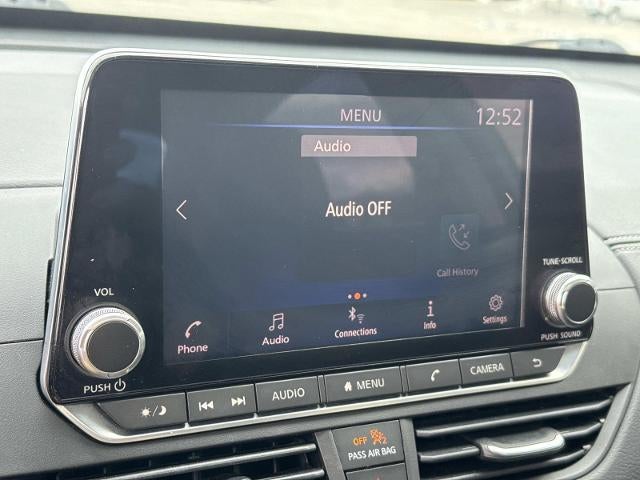 MENU 12:52
Audio
Audio OFF
Call History
Phone Audio Connections Info Settings
VOL
PUSH
TUNE·SCROLL
PUSH SOUND
AUDIO MENU CAMERA
OFF 2
PASS AIR BAG